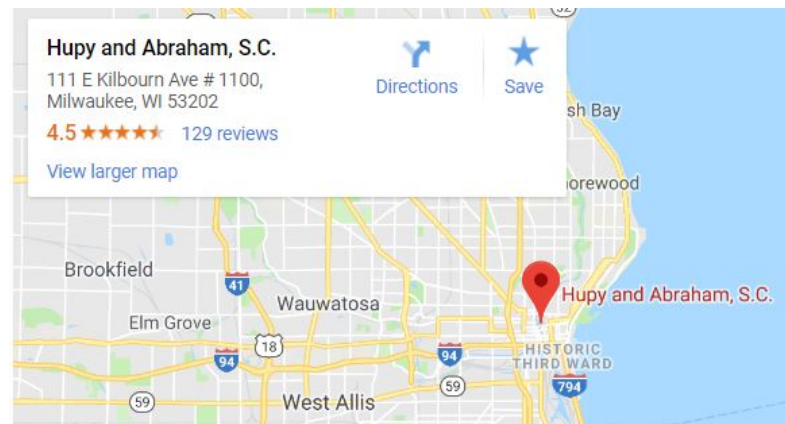 Hupy and Abraham, S.C.
111 E Kilbourn Ave # 1100,
Milwaukee, WI 53202
4.5 129 reviews
View larger map
Directions
Save
32
sh Bay
orewood
Brookfield
41
Wauwatosa
Hupy and Abraham, S.C.
Elm Grove
18
94
94
HISTORIC
THIRD WARD
59
794
59
West Allis